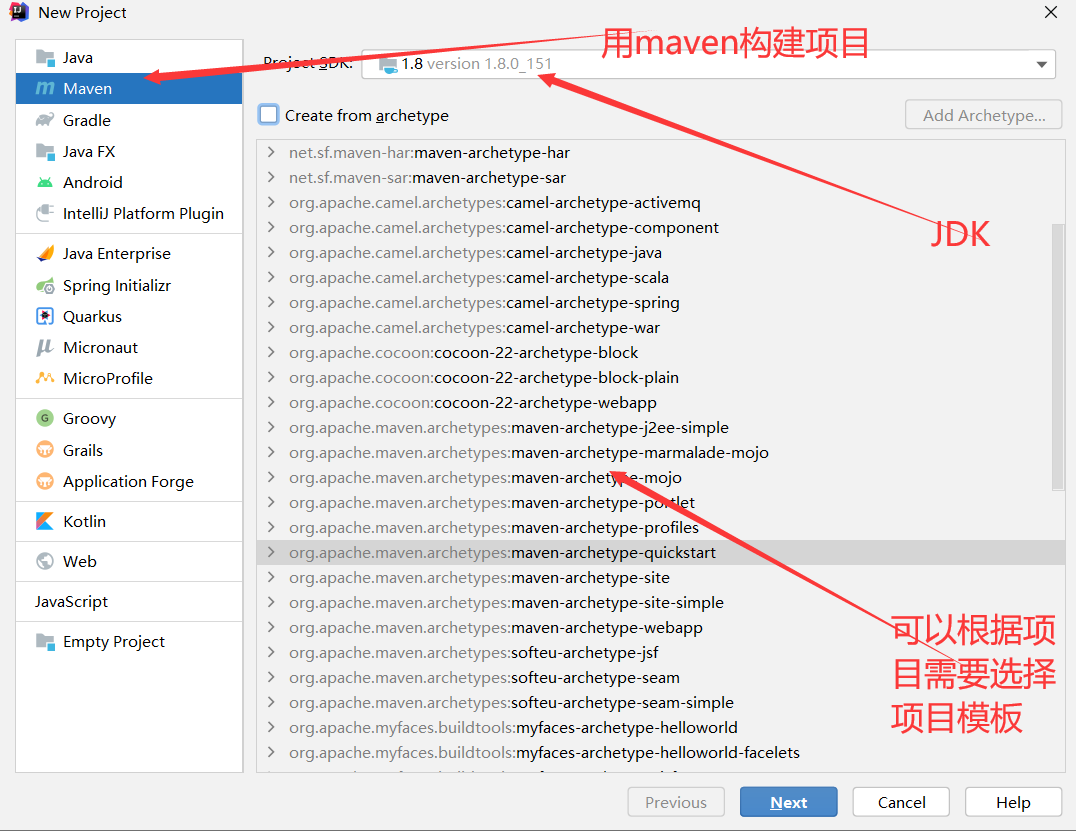 New Project
Java
Maven
Gradle
Java FX
Android
IntelliJ Platform Plugin
Java Enterprise
Spring Initializr
Quarkus
Micronaut
MicroProfile
Groovy
Grails
Application Forge
Kotlin
Web
JavaScript
Empty Project
用maven构建项目
Project SDK:
1.8 version 1.8.0_151
Create from archetype
Add Archetype...
net.sf.maven-har:maven-archetype-har
net.sf.maven-sar:maven-archetype-sar
org.apache.camel.archetypes:camel-archetype-activemq
org.apache.camel.archetypes:camel-archetype-component
JDK
org.apache.camel.archetypes:camel-archetype-java
org.apache.camel.archetypes:camel-archetype-scala
org.apache.camel.archetypes:camel-archetype-spring
org.apache.camel.archetypes:camel-archetype-war
org.apache.cocoon:cocoon-22-archetype-block
org.apache.cocoon:cocoon-22-archetype-block-plain
org.apache.cocoon:cocoon-22-archetype-webapp
org.apache.maven.archetypes:maven-archetype-j2ee-simple
org.apache.maven.archetypes:maven-archetype-marmalade-mojo
org.apache.maven.archetypes:maven-archetype-mojo
org.apache.maven.archetypes:maven-archetype-portlet
org.apache.maven.archetypes:maven-archetype-profiles
org.apache.maven.archetypes:maven-archetype-quickstart
org.apache.maven.archetypes:maven-archetype-site
org.apache.maven.archetypes:maven-archetype-site-simple
org.apache.maven.archetypes:maven-archetype-webapp
org.apache.maven.archetypes:softeu-archetype-jsf
org.apache.maven.archetypes:softeu-archetype-seam
org.apache.maven.archetypes:softeu-archetype-seam-simple
org.apache.myfaces.buildtools:myfaces-archetype-helloworld
org.apache.myfaces.buildtools:myfaces-archetype-helloworld-facelets
可以根据项
目需要选择
项目模板
Previous
Next
Cancel
Help